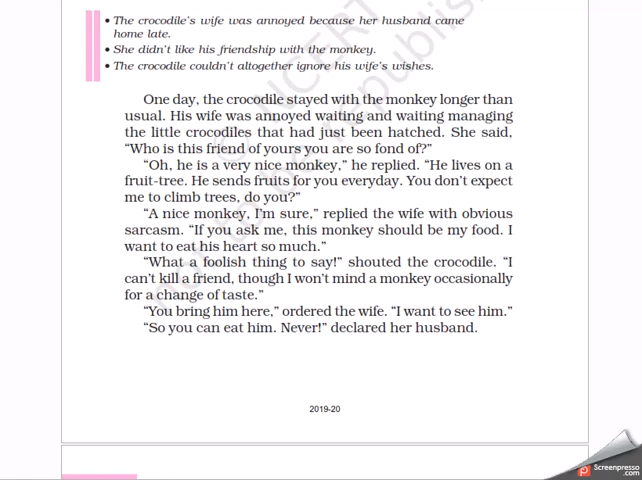 • The crocodile's wife was annoyed because her husband came
home late.
• She didn't like his friendship with the monkey.
• The crocodile couldn't altogether ignore his wife's wishes.
One day, the crocodile stayed with the monkey longer than
usual. His wife was annoyed waiting and waiting managing
the little crocodiles that had just been hatched. She said,
“Who is this friend of yours you are so fond of?”
“Oh, he is a very nice monkey,” he replied. “He lives on a
fruit-tree. He sends fruits for you everyday. You don't expect
me to climb trees, do you?”
“A nice monkey, I'm sure,” replied the wife with obvious
sarcasm. “If you ask me, this monkey should be my food. I
want to eat his heart so much.”
“What a foolish thing to say!” shouted the crocodile. “I
can't kill a friend, though I won't mind a monkey occasionally
for a change of taste.”
“You bring him here,” ordered the wife. “I want to see him.”
“So you can eat him. Never!” declared her husband.
2019-20
Screenpresso
.com